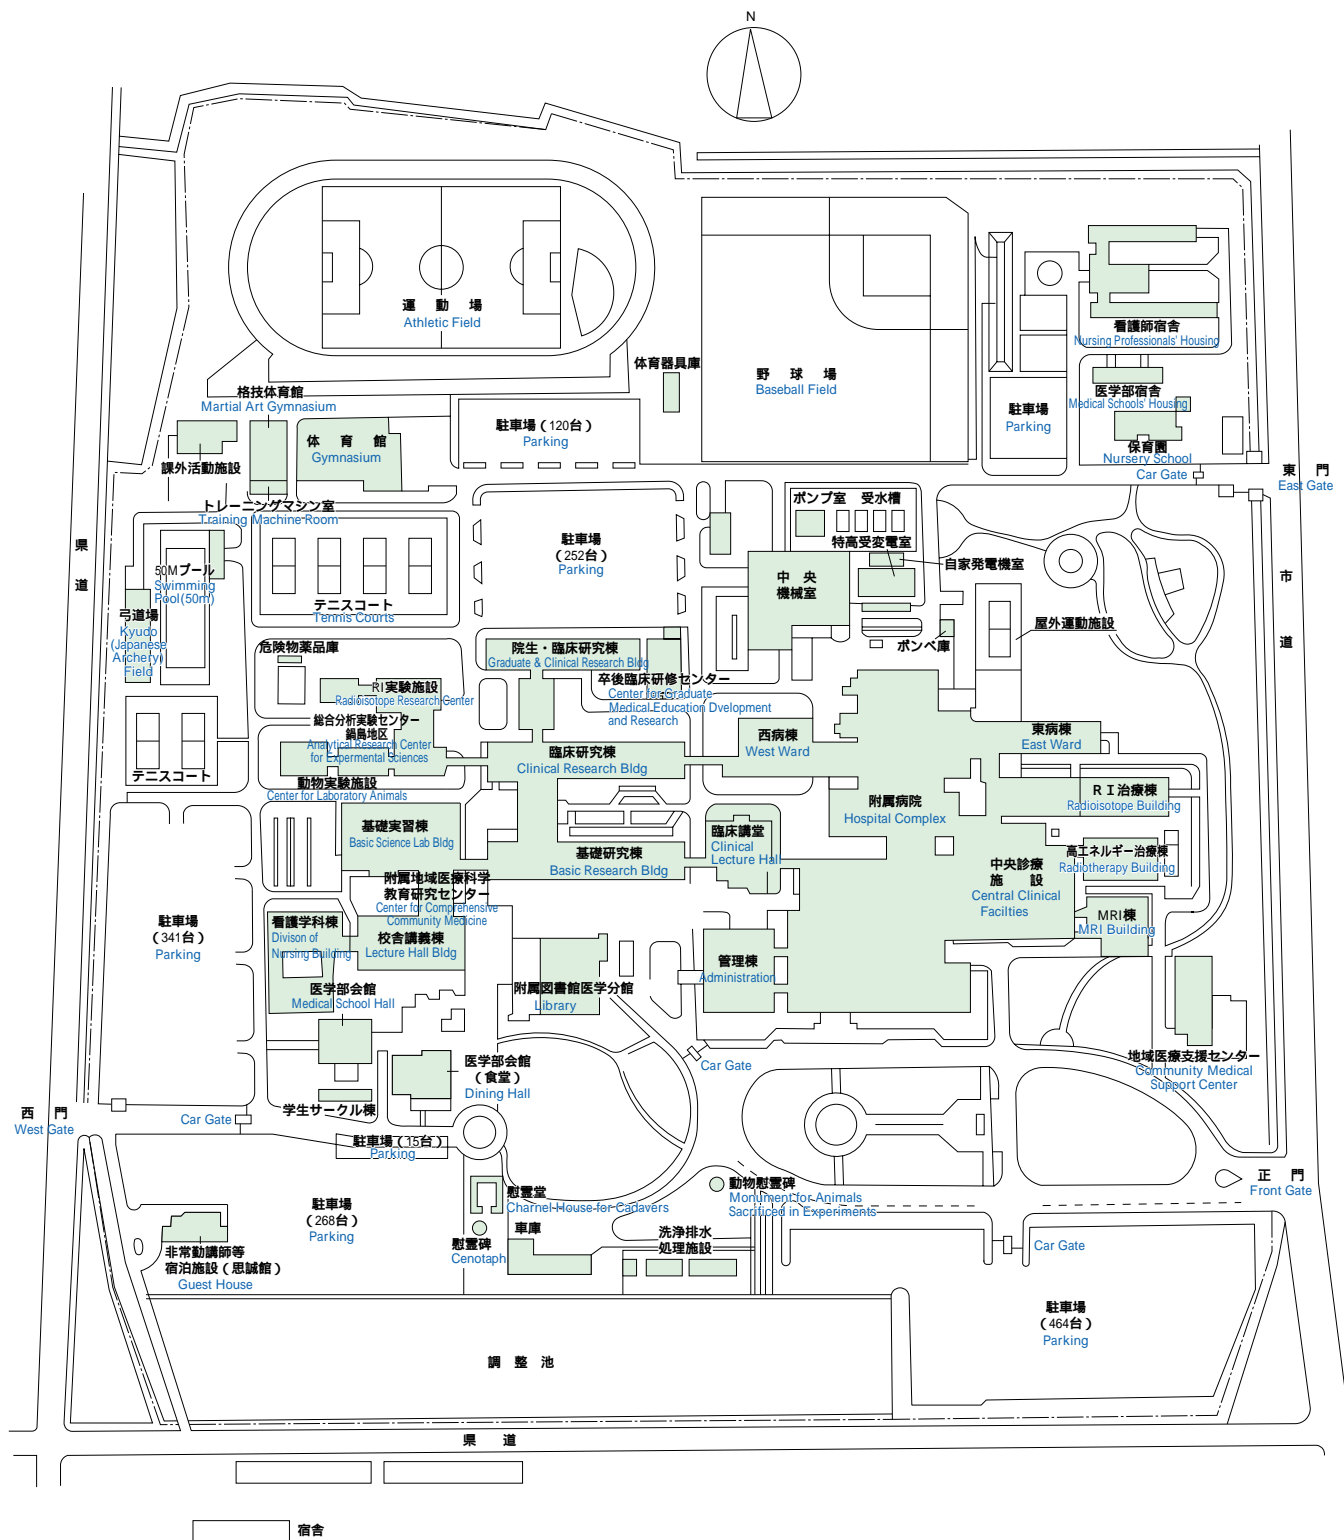 N
運動場
Athletic Field
体育器具庫
野球場
Baseball Field
看護師宿舎
Nursing Professionals' Housing
医学部宿舎
Medical Schools' Housing
駐車場
Parking
保育園
Nursery School
Car Gate
東門
East Gate
格技体育館
Martial Art Gymnasium
体育館
Gymnasium
駐車場(120台)
Parking
課外活動施設
トレーニングマシン室
Training Machine Room
県道
50Mプール
Swimming
Pool(50m)
弓道場
Kyudo
(Japanese
Archery)
Field
テニスコート
Tennis Courts
駐車場
(252台)
Parking
ポンプ室
受水槽
特高受変電室
自家発電機室
中央
機械室
ボンベ庫
屋外運動施設
市道
危険物薬品庫
院生・臨床研究棟
Graduate & Clinical Research Bldg
卒後臨床研修センター
Center for Graduate
Medical Education Dvelopment
and Research
RI実験施設
Radioisotope Research Center
総合分析実験センター
鍋島地区
Analytical Research Center
for Expermental Sciences
テニスコート
動物実験施設
Center for Laboratory Animals
臨床研究棟
Clinical Research Bldg
西病棟
West Ward
東病棟
East Ward
RI治療棟
Radioisotope Building
附属病院
Hospital Complex
基礎実習棟
Basic Science Lab Bldg
基礎研究棟
Basic Research Bldg
臨床講堂
Clinical
Lecture Hall
高エネルギー治療棟
Radiotherapy Building
中央診療
施設
Central Clinical
Facilties
附属地域医療科学
教育研究センター
Center for Comprehensive
Community Medicine
駐車場
(341台)
Parking
看護学科棟
Divison of
Nursing Building
校舎講義棟
Lecture Hall Bldg
MRI棟
MRI Building
管理棟
Administration
医学部会館
Medical School Hall
附属図書館医学分館
Library
Car Gate
地域医療支援センター
Community Medical
Support Center
医学部会館
(食堂)
Dining Hall
学生サークル棟
西門
West Gate
Car Gate
駐車場(15台)
Parking
正門
Front Gate
慰霊堂
Charnel House for Cadavers
動物慰霊碑
Monument for Animals
Sacrificed in Experiments
駐車場
(268台)
Parking
慰霊碑
Cenotaph
車庫
洗浄排水
処理施設
Car Gate
非常勤講師等
宿泊施設(思誠館)
Guest House
駐車場
(464台)
Parking
調整池
県道
宿舎